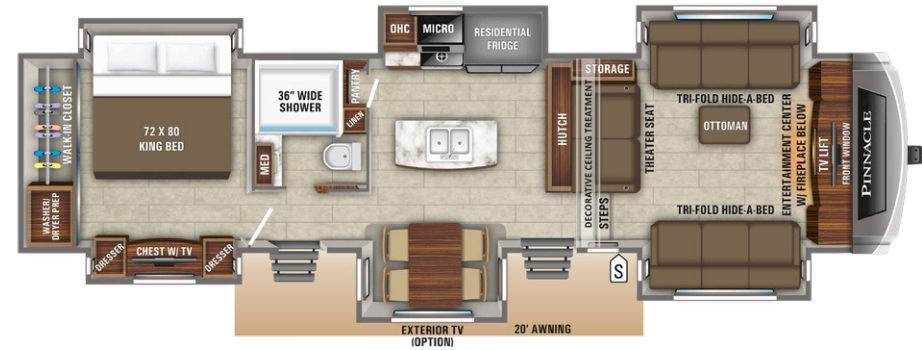 OHC
MICRO
RESIDENTIAL
FRIDGE
WALK-IN CLOSET
72 X 80
KING BED
36" WIDE
SHOWER
PANTRY
LINEN
MED
WASHER/
DRYER PREP
DRESSER
CHEST W/ TV
DRESSER
HUTCH
DECORATIVE CEILING TREATMENT
STORAGE
THEATER SEAT
STEPS
TRI-FOLD HIDE-A-BED
OTTOMAN
TRI-FOLD HIDE-A-BED
ENTERTAINMENT CENTER
W/ FIREPLACE BELOW
TV LIFT
FRONT WINDOW
PINNACLE
S
EXTERIOR TV
(OPTION)
20' AWNING